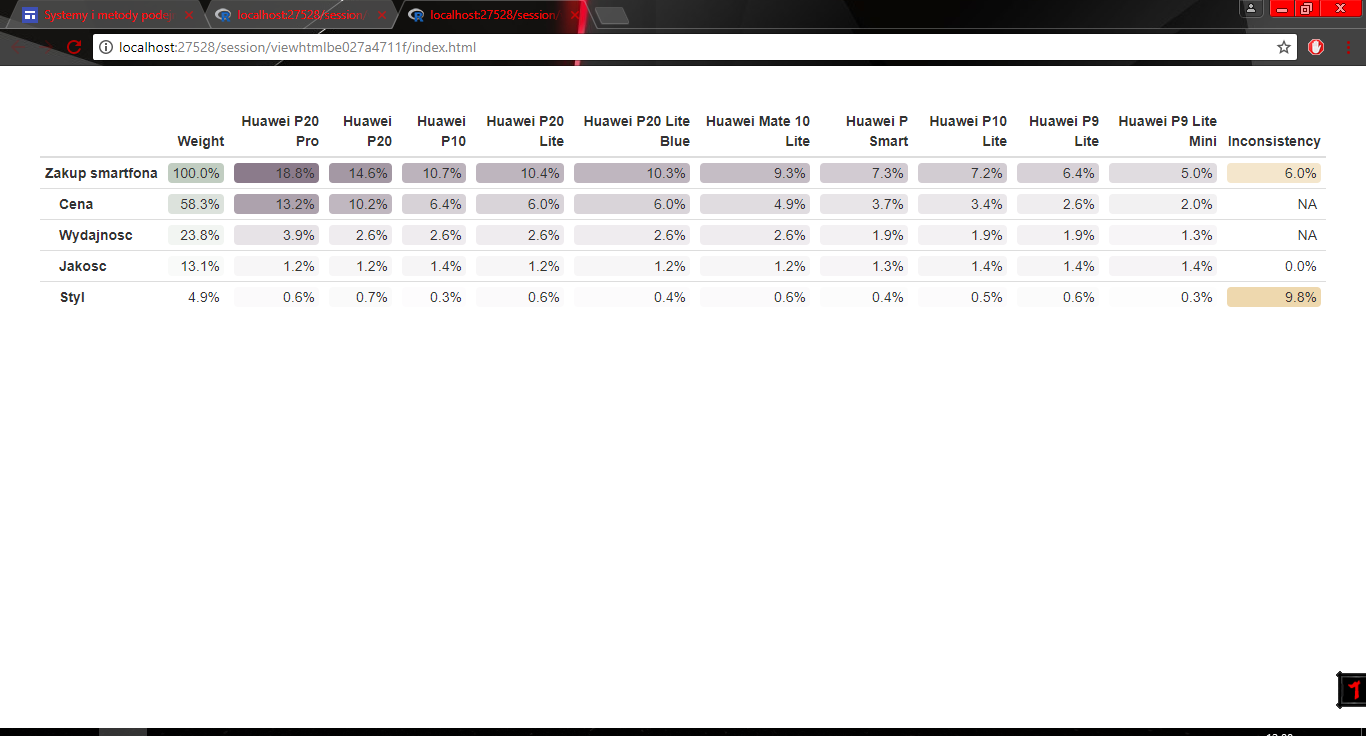 Systemy i metody podej
localhost:27528/session/
localhost:27528/session/
localhost:27528/session/viewhtmlbe027a4711f/index.html
Weight Huawei P20 Pro Huawei P20 Huawei P10 Huawei P20 Lite Huawei P20 Lite Blue Huawei Mate 10 Lite Huawei P Smart Huawei P10 Lite Huawei P9 Lite Huawei P9 Lite Mini Inconsistency
Zakup smartfona 100.0% 18.8% 14.6% 10.7% 10.4% 10.3% 9.3% 7.3% 7.2% 6.4% 5.0% 6.0%
Cena 58.3% 13.2% 10.2% 6.4% 6.0% 6.0% 4.9% 3.7% 3.4% 2.6% 2.0% NA
Wydajnosc 23.8% 3.9% 2.6% 2.6% 2.6% 2.6% 2.6% 1.9% 1.9% 1.9% 1.3% NA
Jakosc 13.1% 1.2% 1.2% 1.4% 1.2% 1.2% 1.2% 1.3% 1.4% 1.4% 1.4% 0.0%
Styl 4.9% 0.6% 0.7% 0.3% 0.6% 0.4% 0.6% 0.4% 0.5% 0.6% 0.3% 9.8%